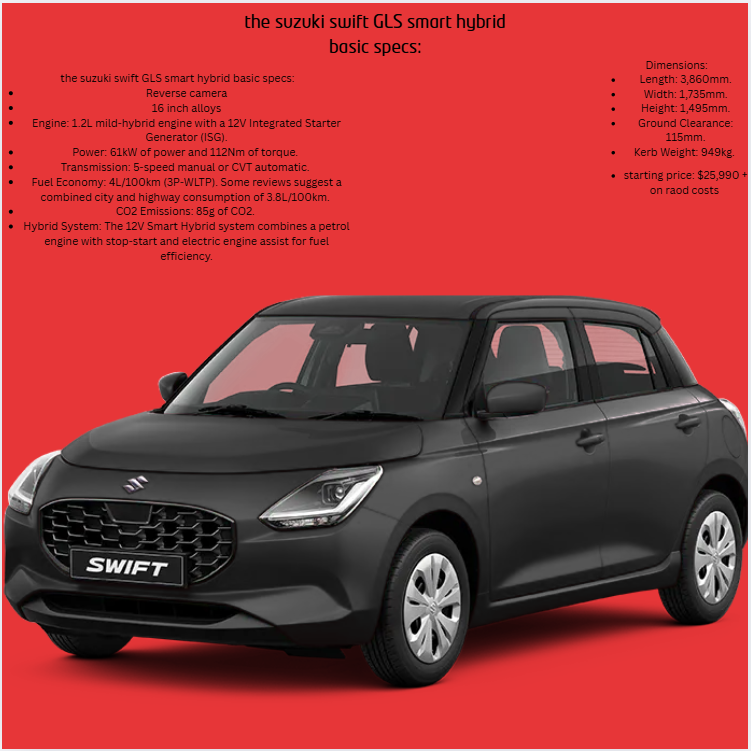 the suzuki swift GLS smart hybrid
basic specs:
the suzuki swift GLS smart hybrid basic specs:
Reverse camera
16 inch alloys
Engine: 1.2L mild-hybrid engine with a 12V Integrated Starter
Generator (ISG).
Power: 61kW of power and 112Nm of torque.
Transmission: 5-speed manual or CVT automatic.
Fuel Economy: 4L/100km (3P-WLTP). Some reviews suggest a
combined city and highway consumption of 3.8L/100km.
CO2 Emissions: 85g of CO2.
Hybrid System: The 12V Smart Hybrid system combines a petrol
engine with stop-start and electric engine assist for fuel
efficiency.
Dimensions:
Length: 3,860mm.
Width: 1,735mm.
Height: 1,495mm.
Ground Clearance:
115mm.
Kerb Weight: 949kg.
starting price: $25,990 +
on raod costs
SWIFT